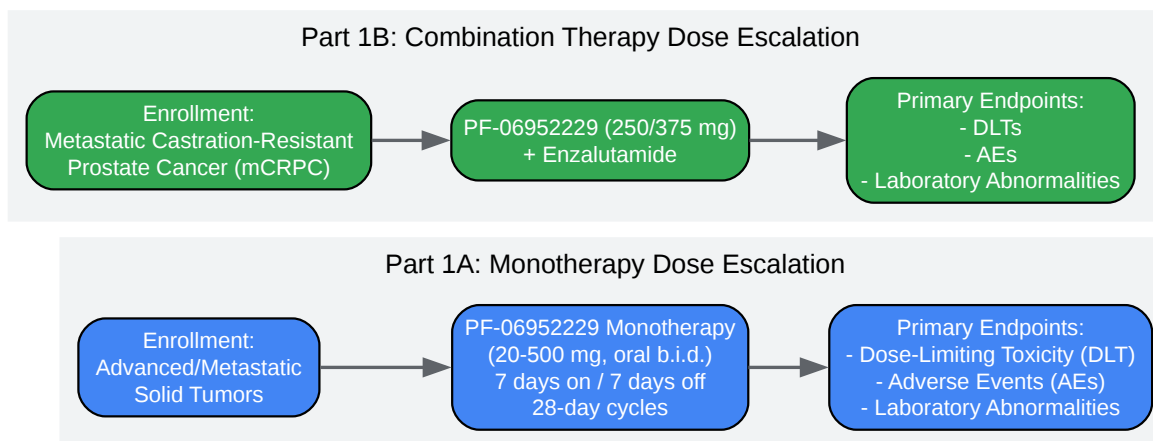 Part 1B: Combination Therapy Dose Escalation
Enrollment:
Metastatic Castration-Resistant
Prostate Cancer (mCRPC)
PF-06952229 (250/375 mg)
+ Enzalutamide
Primary Endpoints:
- DLTs
- AEs
- Laboratory Abnormalities
Part 1A: Monotherapy Dose Escalation
Enrollment:
Advanced/Metastatic
Solid Tumors
PF-06952229 Monotherapy
(20-500 mg, oral b.i.d.)
7 days on / 7 days off
28-day cycles
Primary Endpoints:
- Dose-Limiting Toxicity (DLT)
- Adverse Events (AEs)
- Laboratory Abnormalities